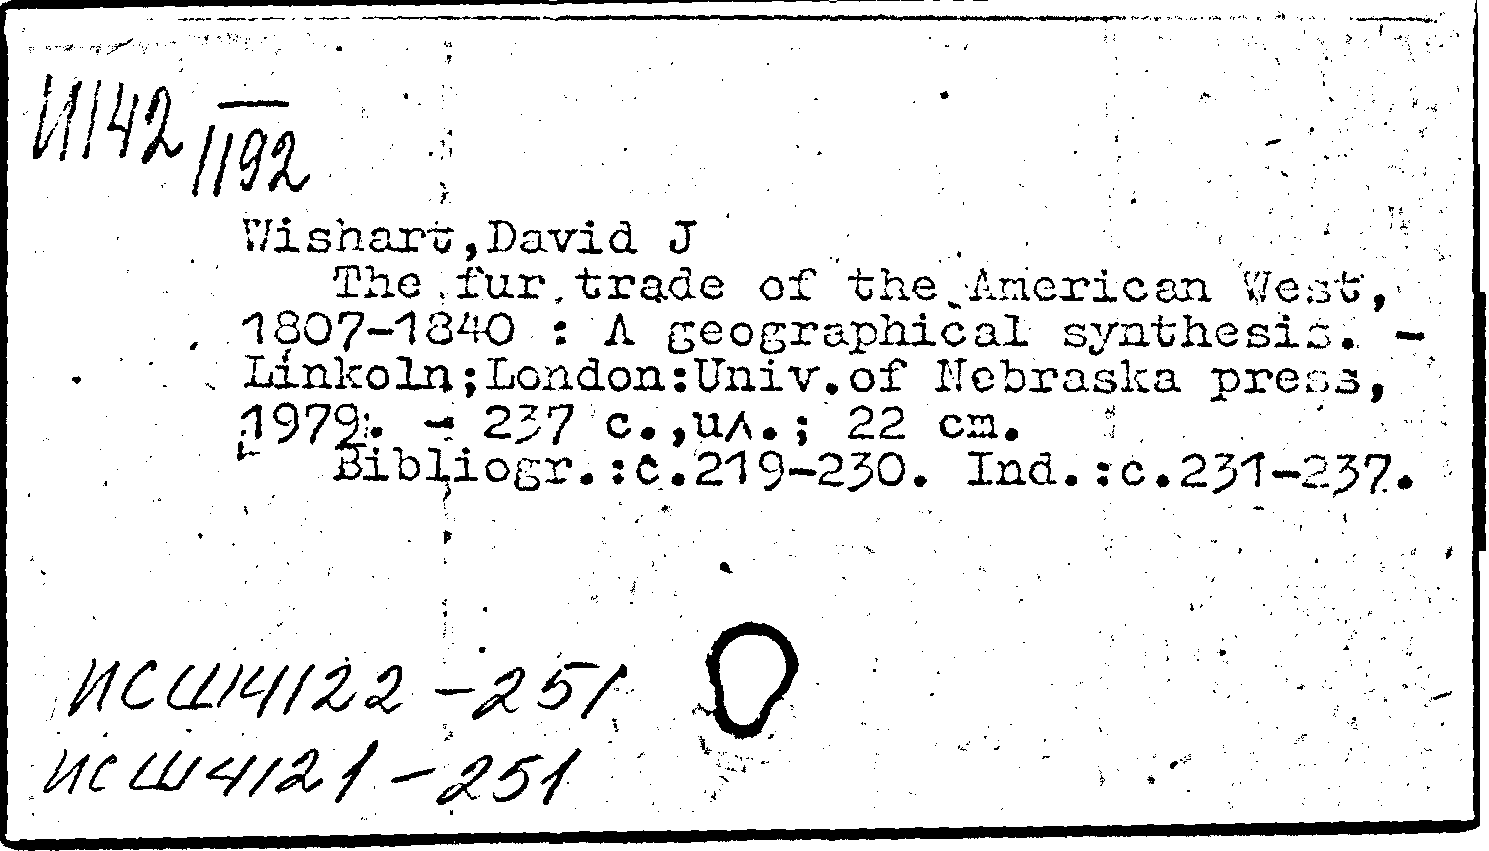 И142 —
1192
Wishart,David J
The fur trade of the American West,
1807-1840 : A geographical synthesis. -
Linkoln;London:Univ.of Nebraska press,
1979. - 237 с.,ил.; 22 cm.
Bibliogr.:с.219-230. Ind.:с.231-237.
ИСШ4122-251
ИСШ4121-251